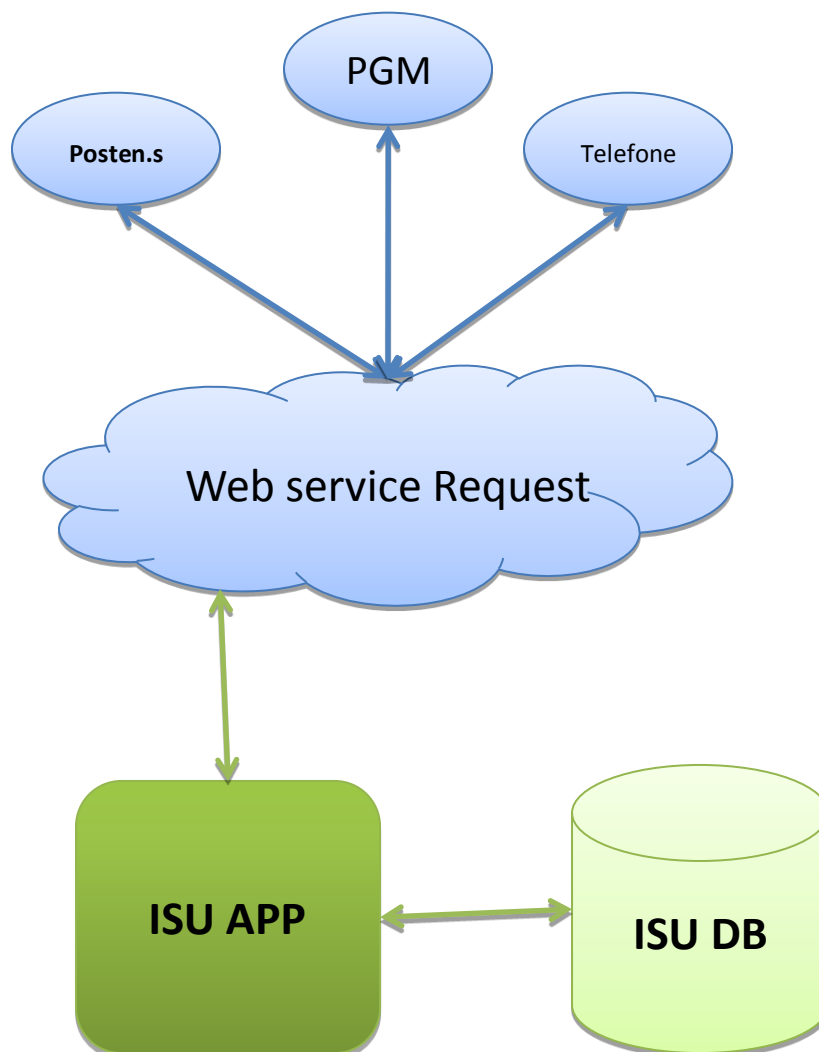 PGM
Posten.s
Telefone
Web service Request
ISU APP
ISU DB